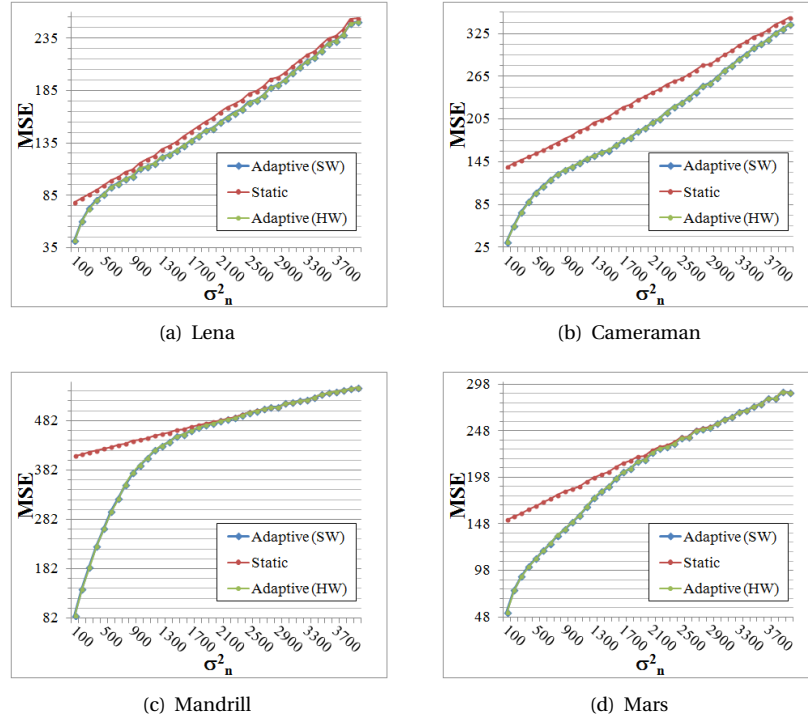 MSE
235
185
135
85
35
Adaptive (SW)
Static
Adaptive (HW)
100 500 900 1300 1700 2100 2500 2900 3300 3700
σ²n
(a) Lena
MSE
325
265
205
145
85
25
Adaptive (SW)
Static
Adaptive (HW)
100 500 900 1300 1700 2100 2500 2900 3300 3700
σ²n
(b) Cameraman
MSE
482
382
282
182
82
Adaptive (SW)
Static
Adaptive (HW)
100 500 900 1300 1700 2100 2500 2900 3300 3700
σ²n
(c) Mandrill
MSE
298
248
198
148
98
48
Adaptive (SW)
Static
Adaptive (HW)
100 500 900 1300 1700 2100 2500 2900 3300 3700
σ²n
(d) Mars